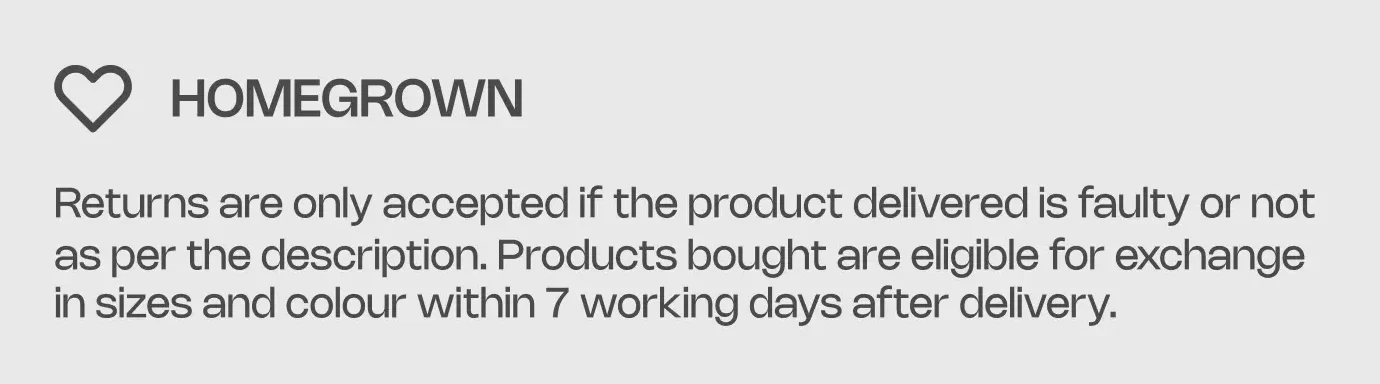 HOMEGROWN
Returns are only accepted if the product delivered is faulty or not
as per the description. Products bought are eligible for exchange
in sizes and colour within 7 working days after delivery.